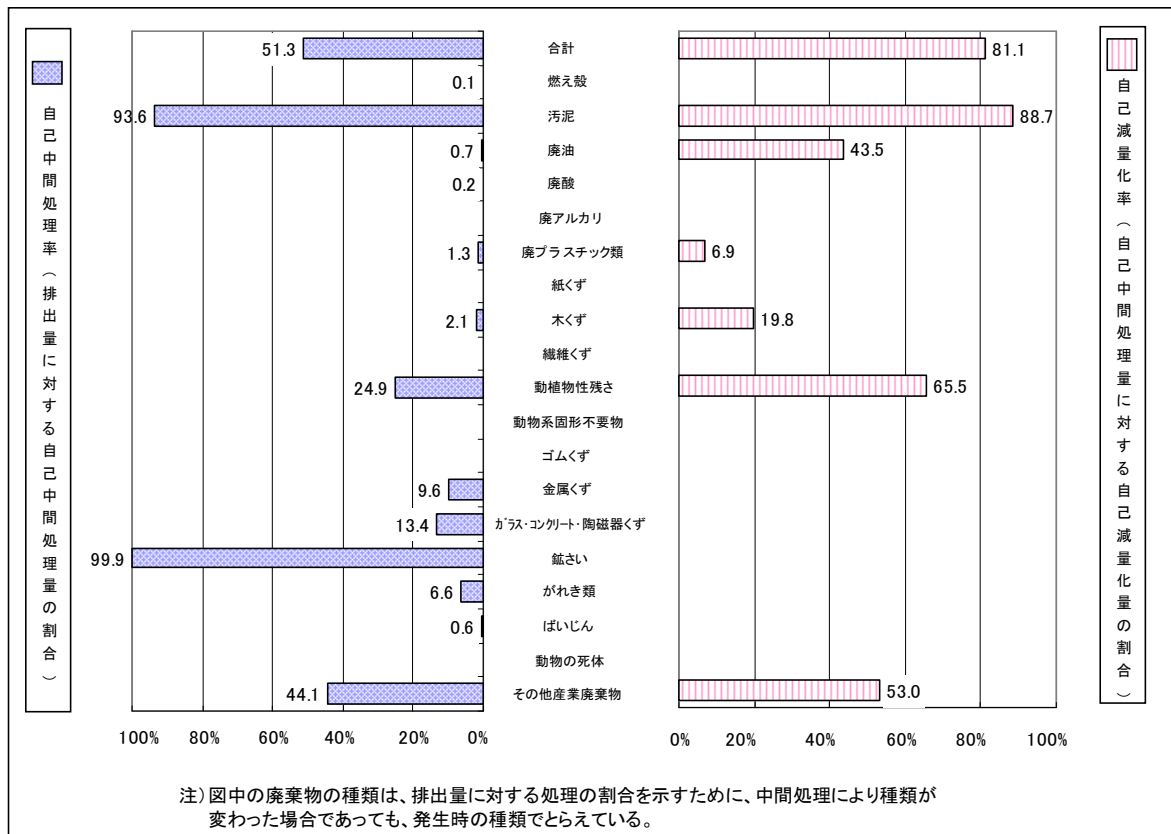 自己中間処理率（排出量に対する自己中間処理量の割合）
51.3 合計 81.1
0.1 燃え殻
93.6 汚泥 88.7
0.7 廃油 43.5
0.2 廃酸
廃アルカリ
1.3 廃プラスチック類 6.9
紙くず
2.1 木くず 19.8
繊維くず
24.9 動植物性残さ 65.5
動物系固形不要物
ゴムくず
9.6 金属くず
13.4 ｶﾞﾗｽ･ｺﾝｸﾘｰﾄ･陶磁器くず
99.9 鉱さい
6.6 がれき類
0.6 ばいじん
動物の死体
44.1 その他産業廃棄物 53.0
100% 80% 60% 40% 20% 0% 0% 20% 40% 60% 80% 100%
自己減量化率（自己中間処理量に対する自己減量化量の割合）
注）図中の廃棄物の種類は、排出量に対する処理の割合を示すために、中間処理により種類が
変わった場合であっても、発生時の種類でとらえている。